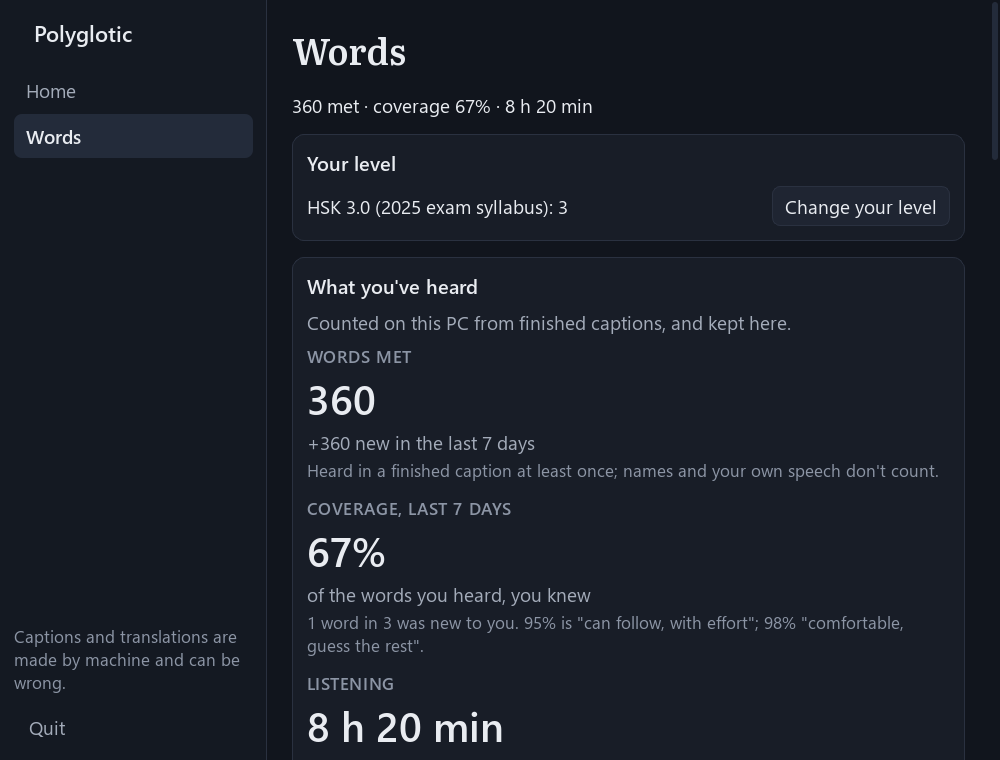 Polyglotic
Home
Words
Captions and translations are
made by machine and can be
wrong.
Quit
Words
360 met · coverage 67% · 8 h 20 min
Your level
HSK 3.0 (2025 exam syllabus): 3
Change your level
What you've heard
Counted on this PC from finished captions, and kept here.
WORDS MET
360
+360 new in the last 7 days
Heard in a finished caption at least once; names and your own speech don't count.
COVERAGE, LAST 7 DAYS
67%
of the words you heard, you knew
1 word in 3 was new to you. 95% is "can follow, with effort"; 98% "comfortable,
guess the rest".
LISTENING
8 h 20 min